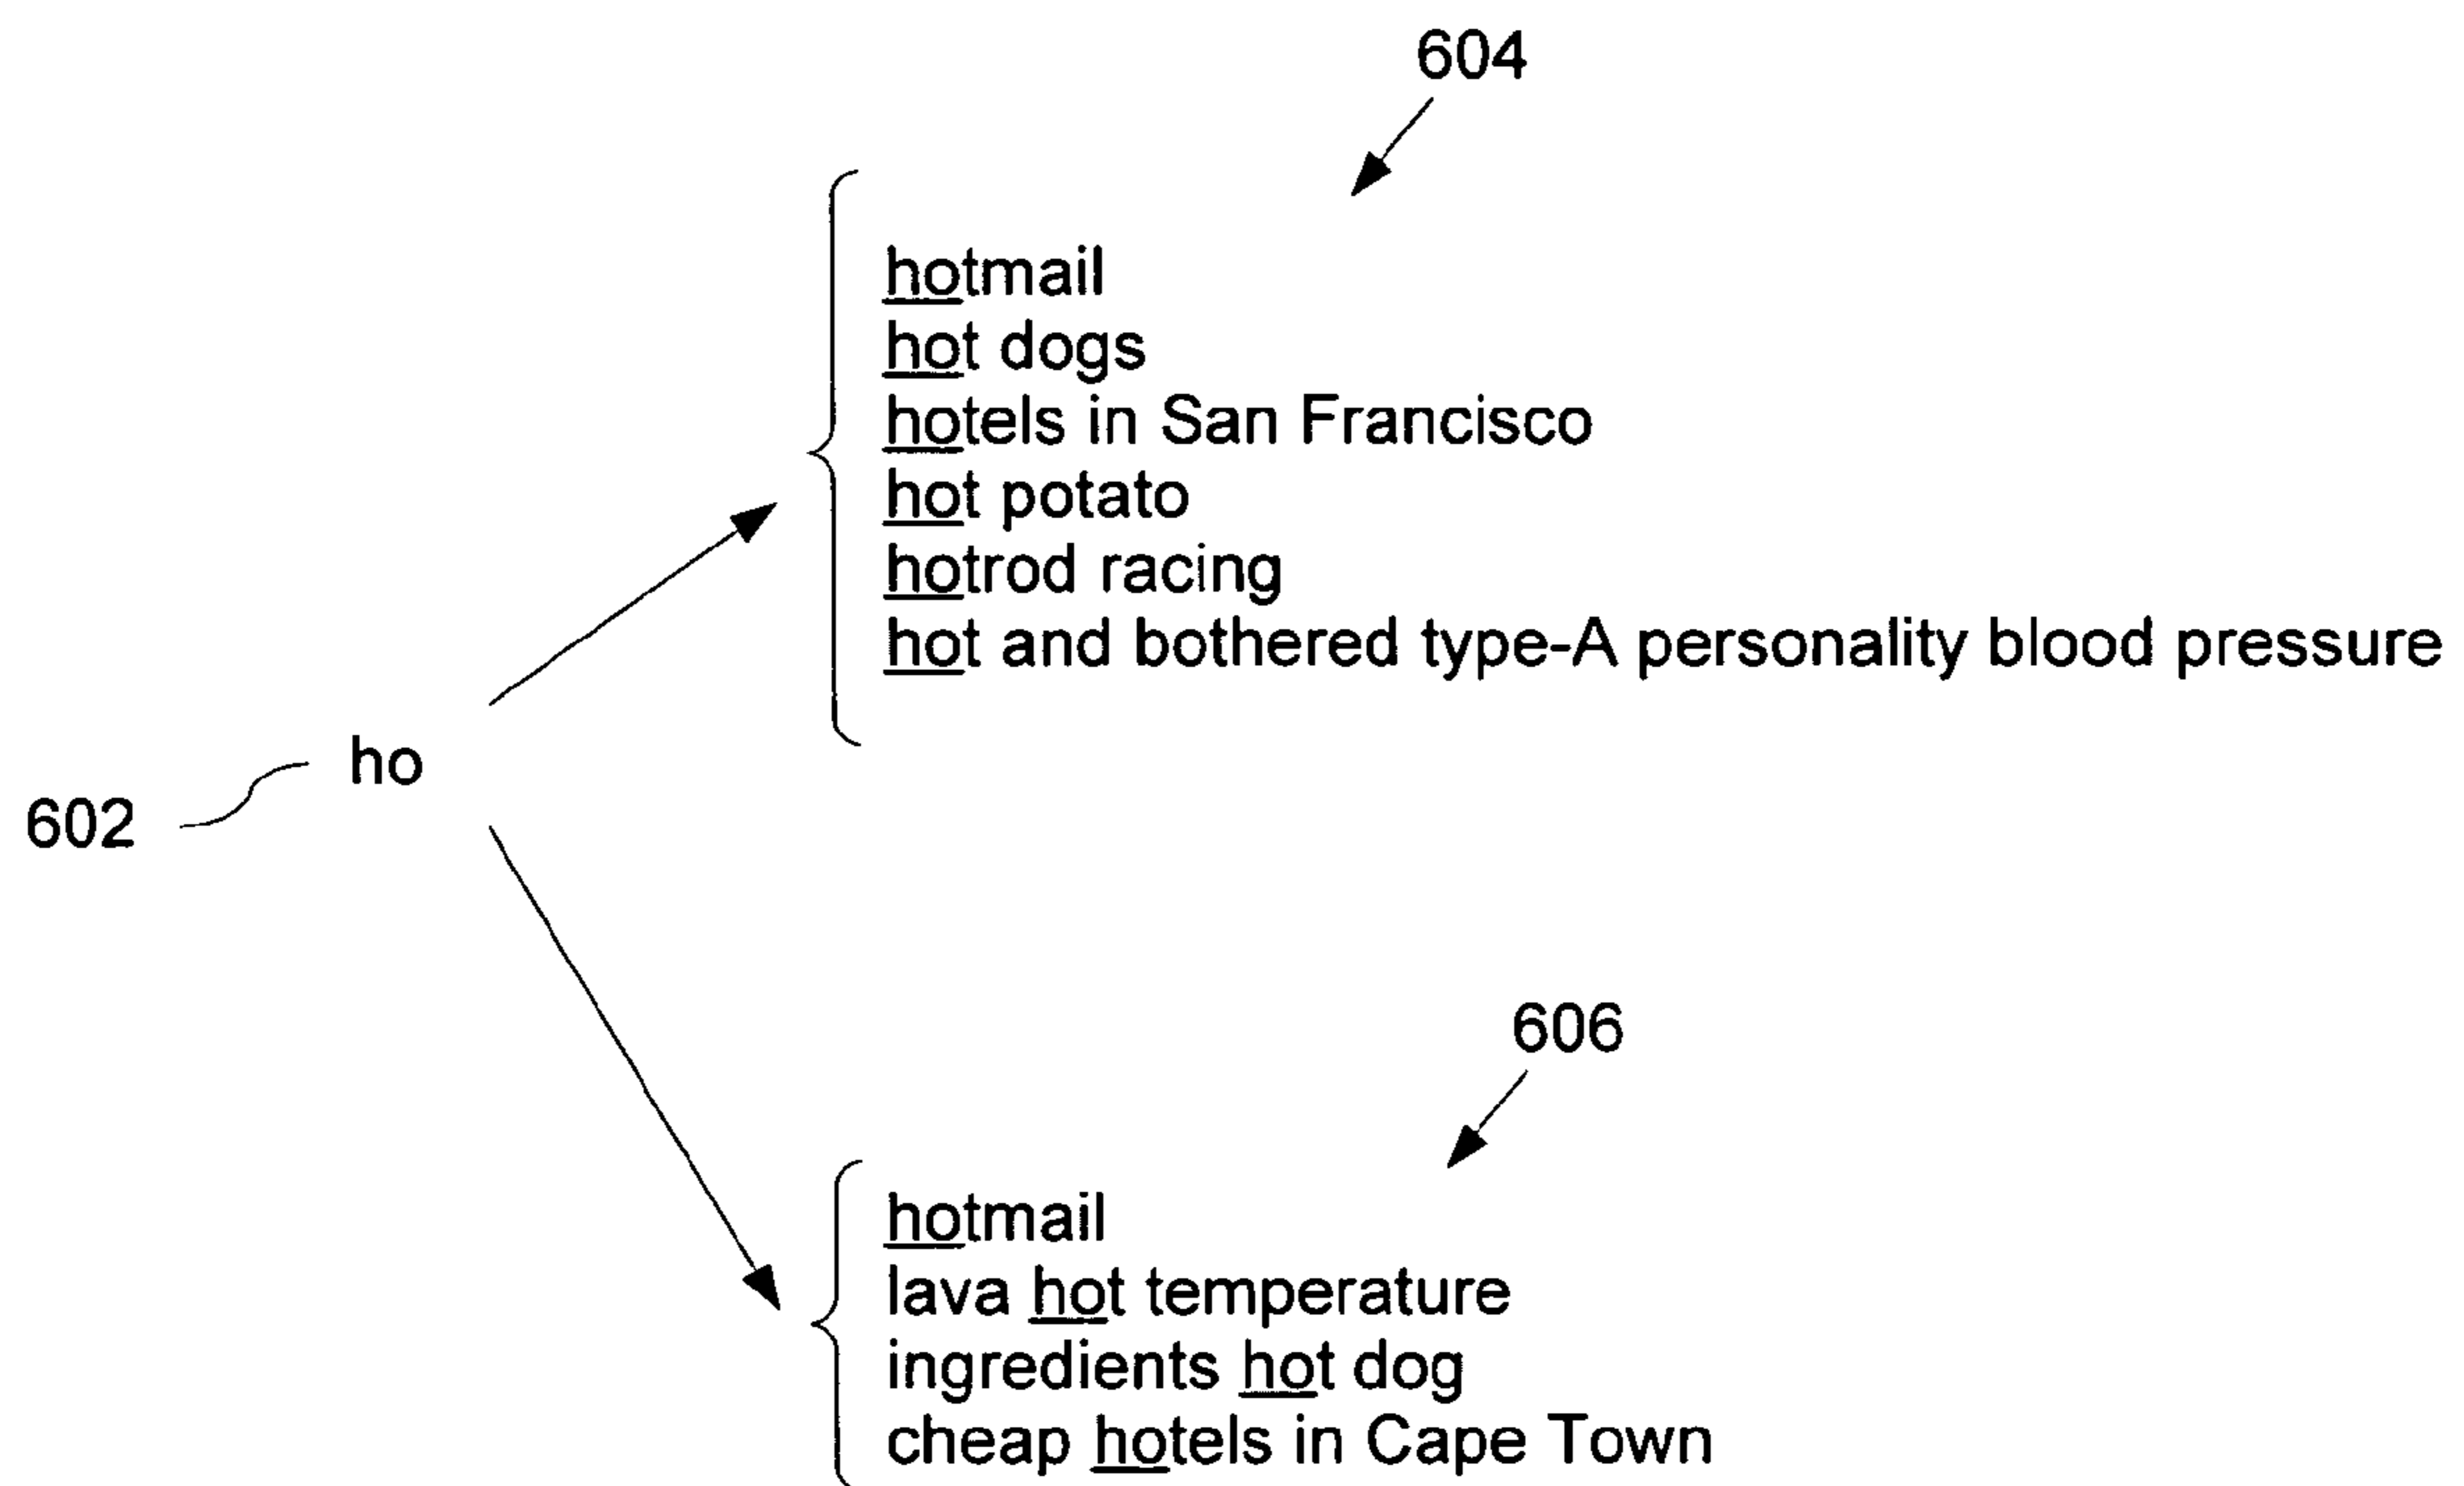 604
hotmail
hot dogs
hotels in San Francisco
hot potato
hotrod racing
hot and bothered type-A personality blood pressure
ho
602
606
hotmail
lava hot temperature
ingredients hot dog
cheap hotels in Cape Town